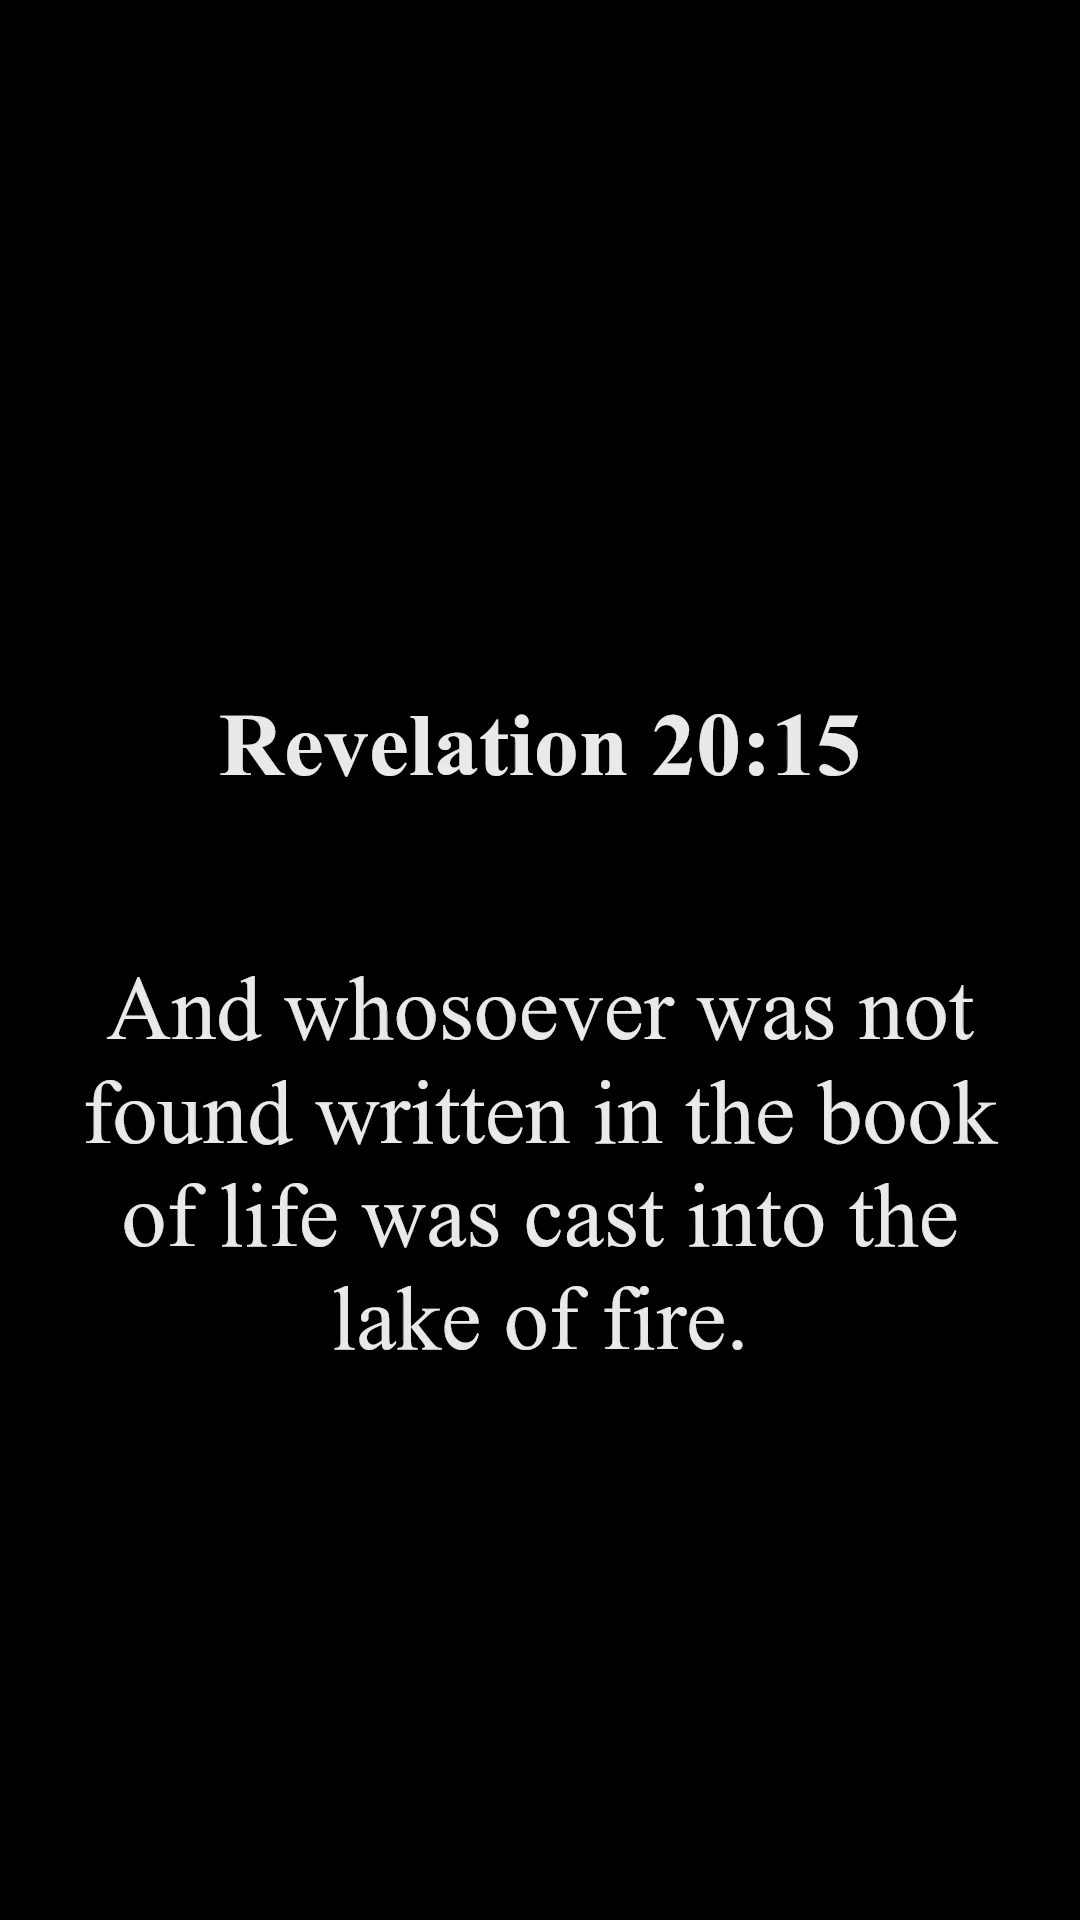 Revelation 20:15
And whosoever was not
found written in the book
of life was cast into the
lake of fire.